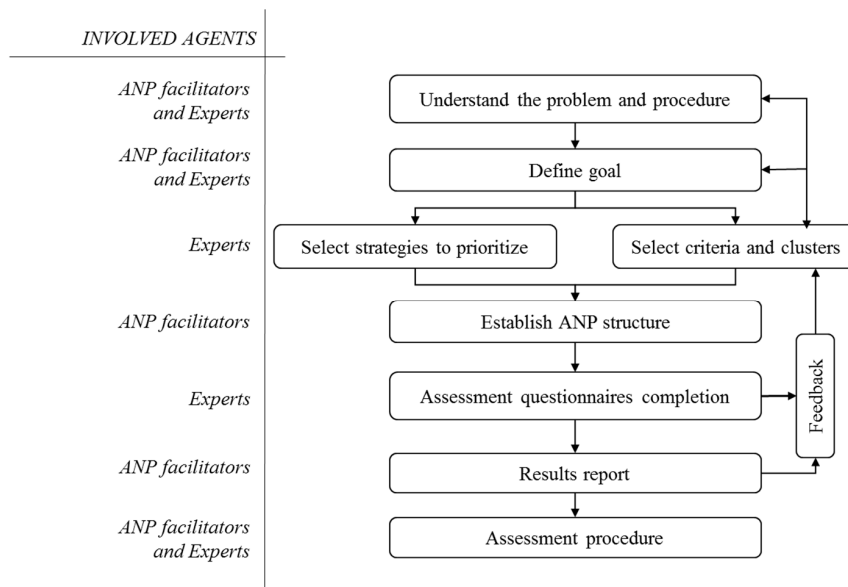 INVOLVED AGENTS
ANP facilitators
and Experts
Understand the problem and procedure
ANP facilitators
and Experts
Define goal
Experts
Select strategies to prioritize
Select criteria and clusters
ANP facilitators
Establish ANP structure
Experts
Assessment questionnaires completion
Feedback
ANP facilitators
Results report
ANP facilitators
and Experts
Assessment procedure